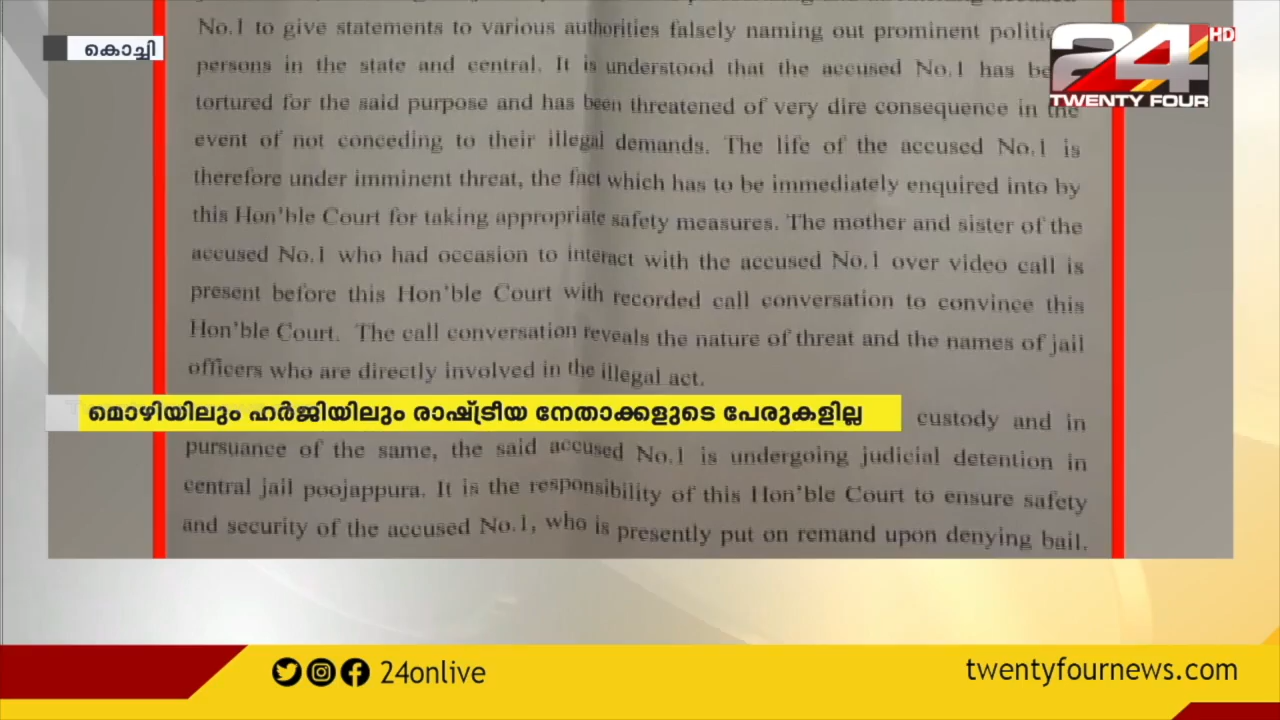 കൊച്ചി
24 HD
TWENTY FOUR
No.1 to give statements to various authorities falsely naming out prominent
persons in the state and central. It is understood that the accused No.1 has
tortured for the said purpose and has been threatened of very dire consequence in the
event of not conceding to their illegal demands. The life of the accused No.1 is
therefore under imminent threat, the fact which has to be immediately enquired into by
this Hon'ble Court for taking appropriate safety measures. The mother and sister of the
accused No.1 who had occasion to interact with the accused No.1 over video call is
present before this Hon'ble Court with recorded call conversation to convince this
Hon'ble Court. The call conversation reveals the nature of threat and the names of jail
officers who are directly involved in the illegal act.
മൊഴിയിലും ഹർജിയിലും രാഷ്ട്രീയ നേതാക്കളുടെ പേരുകളില്ല
custody and in
pursuance of the same, the said accused No.1 is undergoing judicial detention in
central jail poojappura. It is the responsibility of this Hon'ble Court to ensure safety
and security of the accused No.1, who is presently put on remand upon denying bail.
24onlive
twentyfournews.com